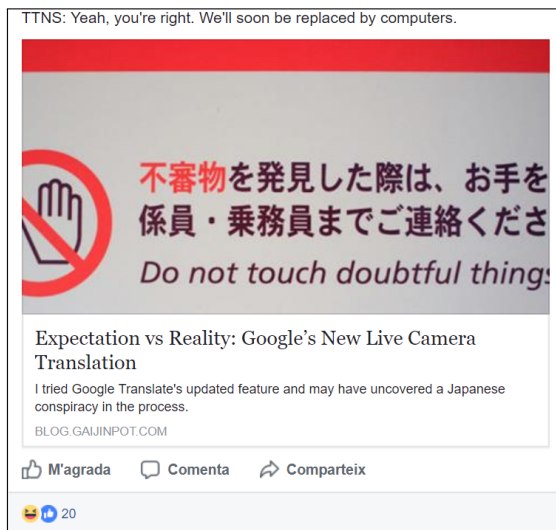 TTNS: Yeah, you're right. We'll soon be replaced by computers.
不審物を発見した際は、お手を
係員・乗務員までご連絡くださ
Do not touch doubtful things
Expectation vs Reality: Google's New Live Camera
Translation
I tried Google Translate's updated feature and may have uncovered a Japanese
conspiracy in the process.
BLOG.GAIJINPOT.COM
M'agrada Comenta Comparteix
20